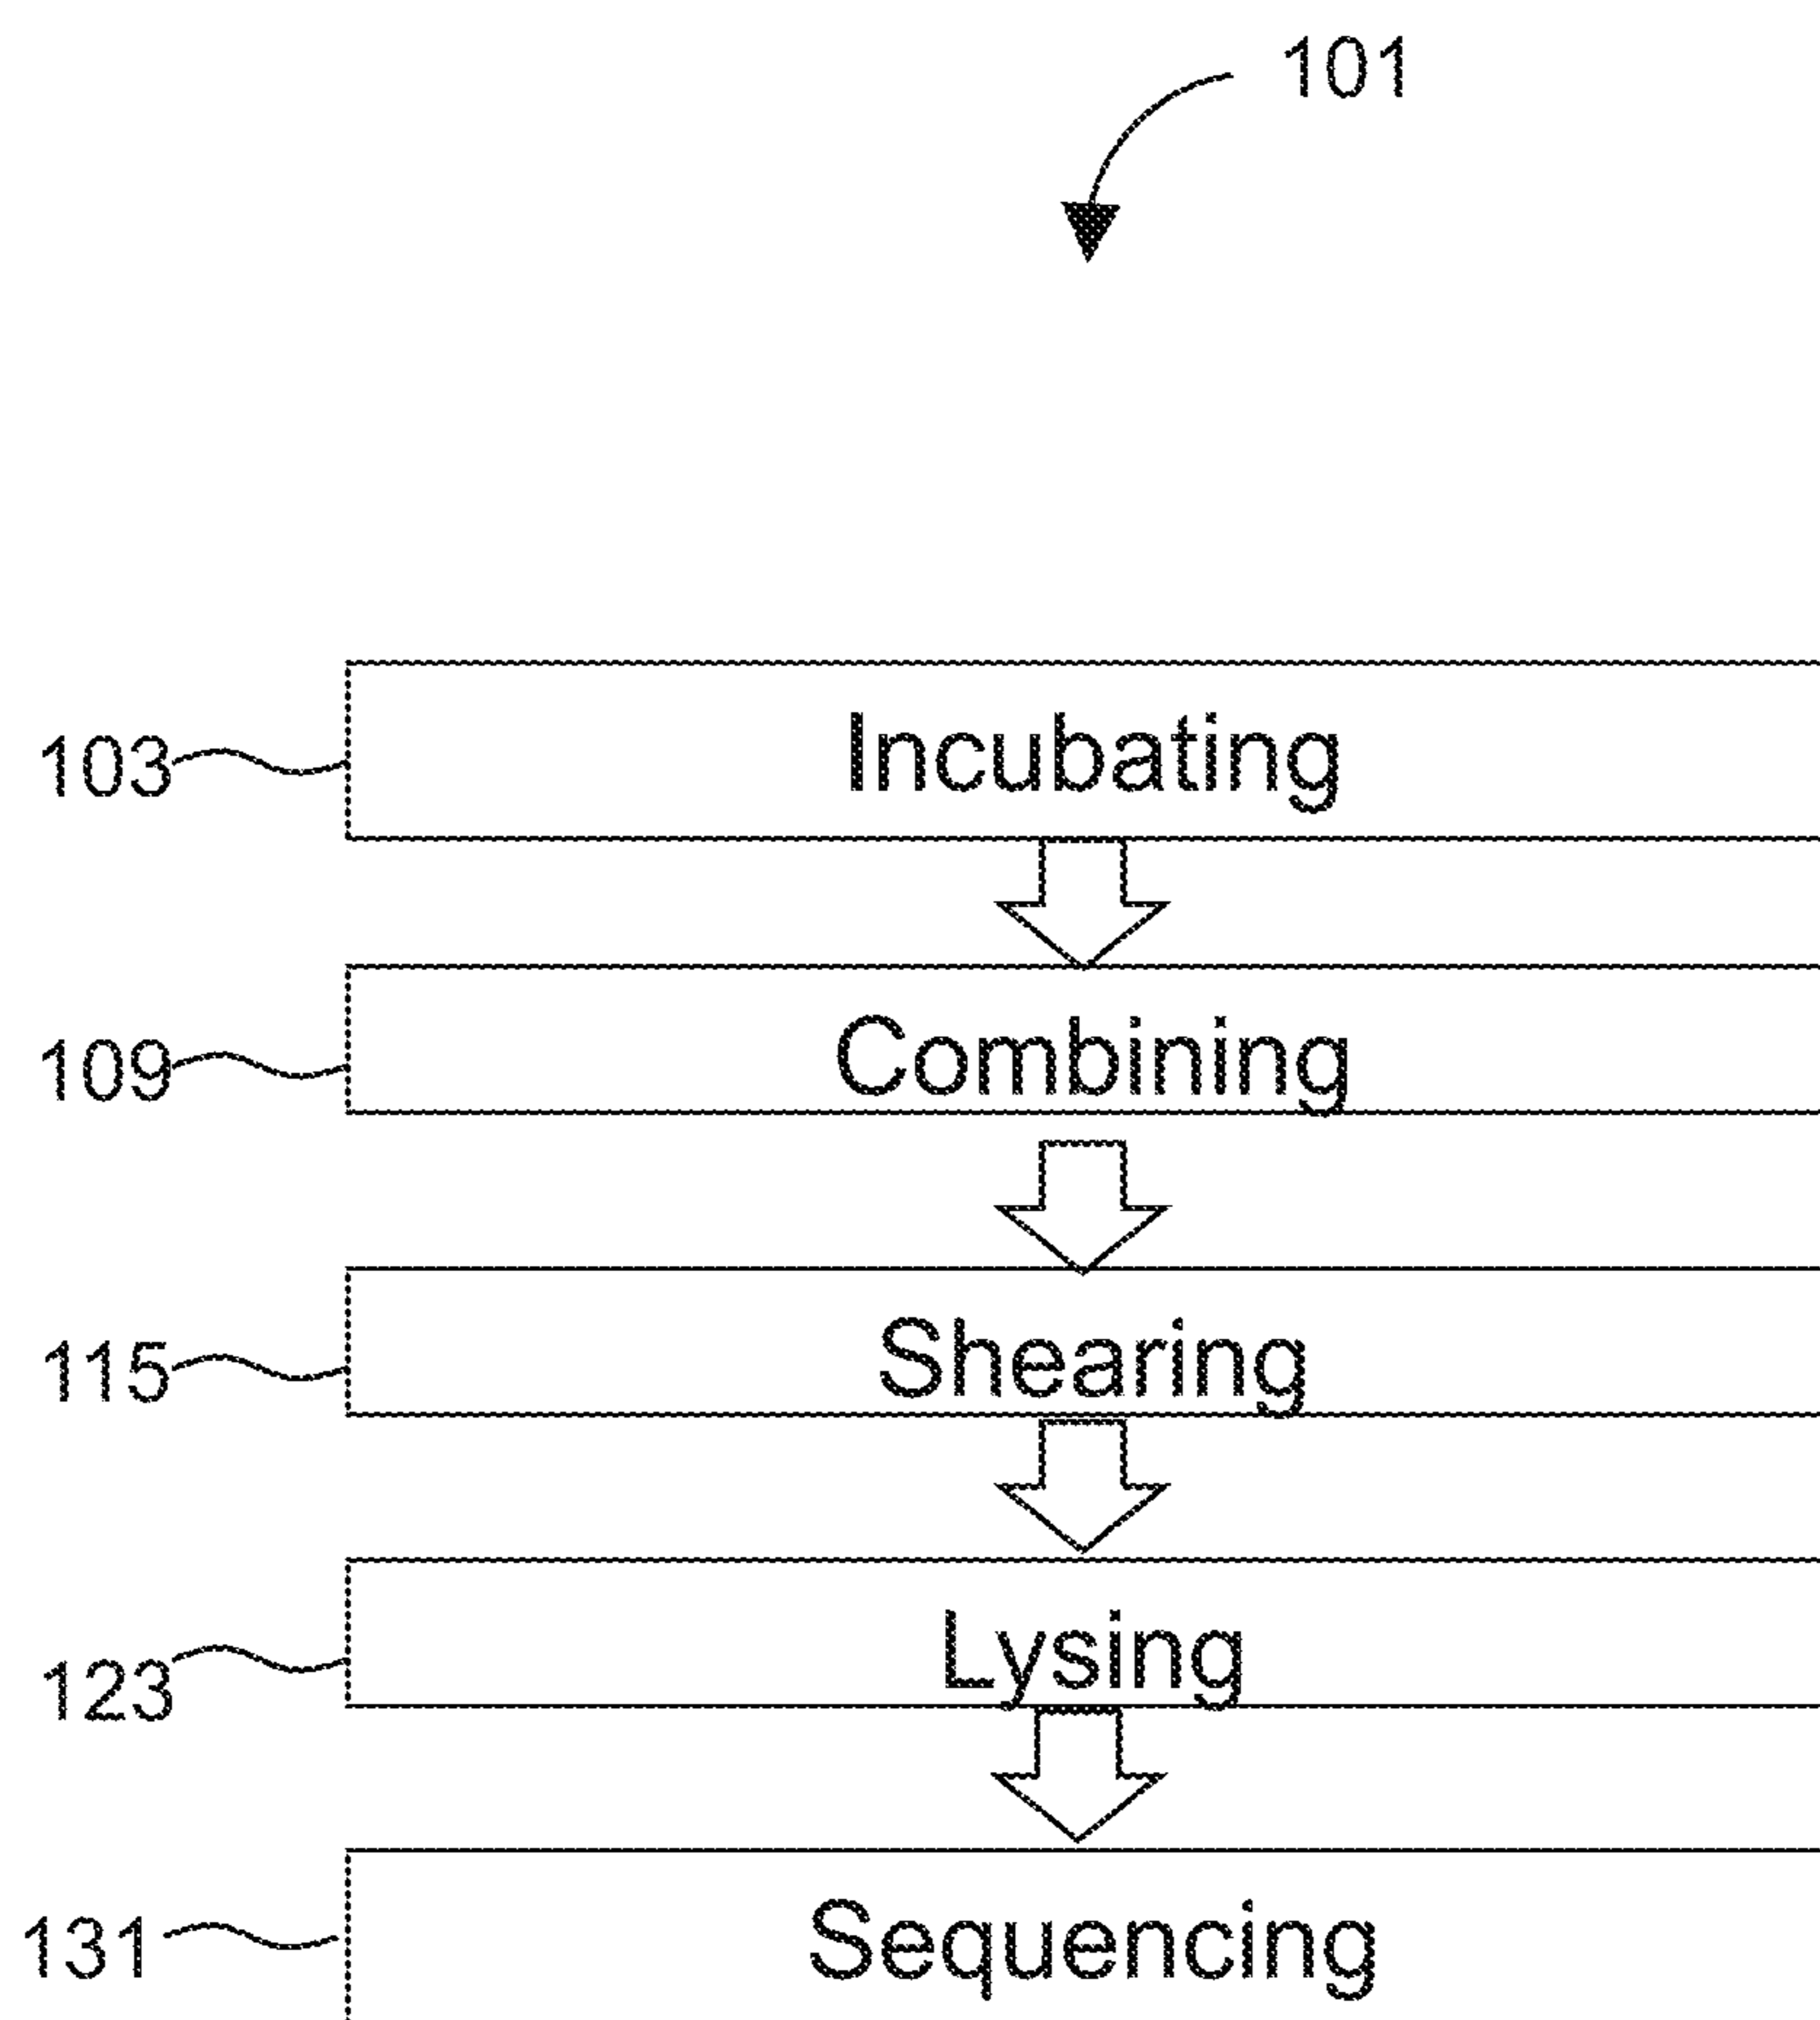 101
103 Incubating
109 Combining
115 Shearing
123 Lysing
131 Sequencing